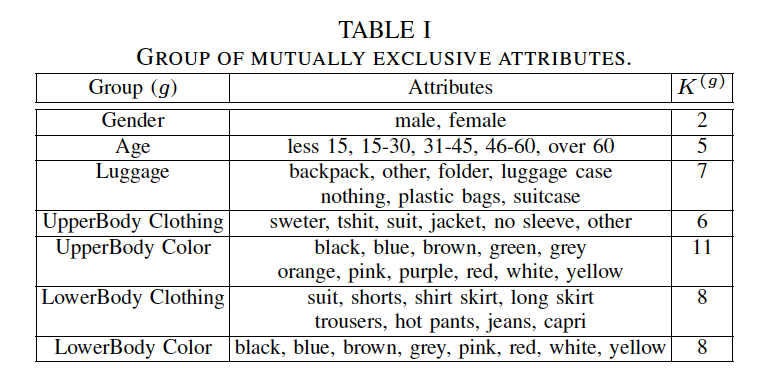 TABLE I
GROUP OF MUTUALLY EXCLUSIVE ATTRIBUTES.
Group (g) Attributes K^(g)
Gender male, female 2
Age less 15, 15-30, 31-45, 46-60, over 60 5
Luggage backpack, other, folder, luggage case 7
nothing, plastic bags, suitcase
UpperBody Clothing sweter, tshit, suit, jacket, no sleeve, other 6
UpperBody Color black, blue, brown, green, grey 11
orange, pink, purple, red, white, yellow
LowerBody Clothing suit, shorts, shirt skirt, long skirt 8
trousers, hot pants, jeans, capri
LowerBody Color black, blue, brown, grey, pink, red, white, yellow 8